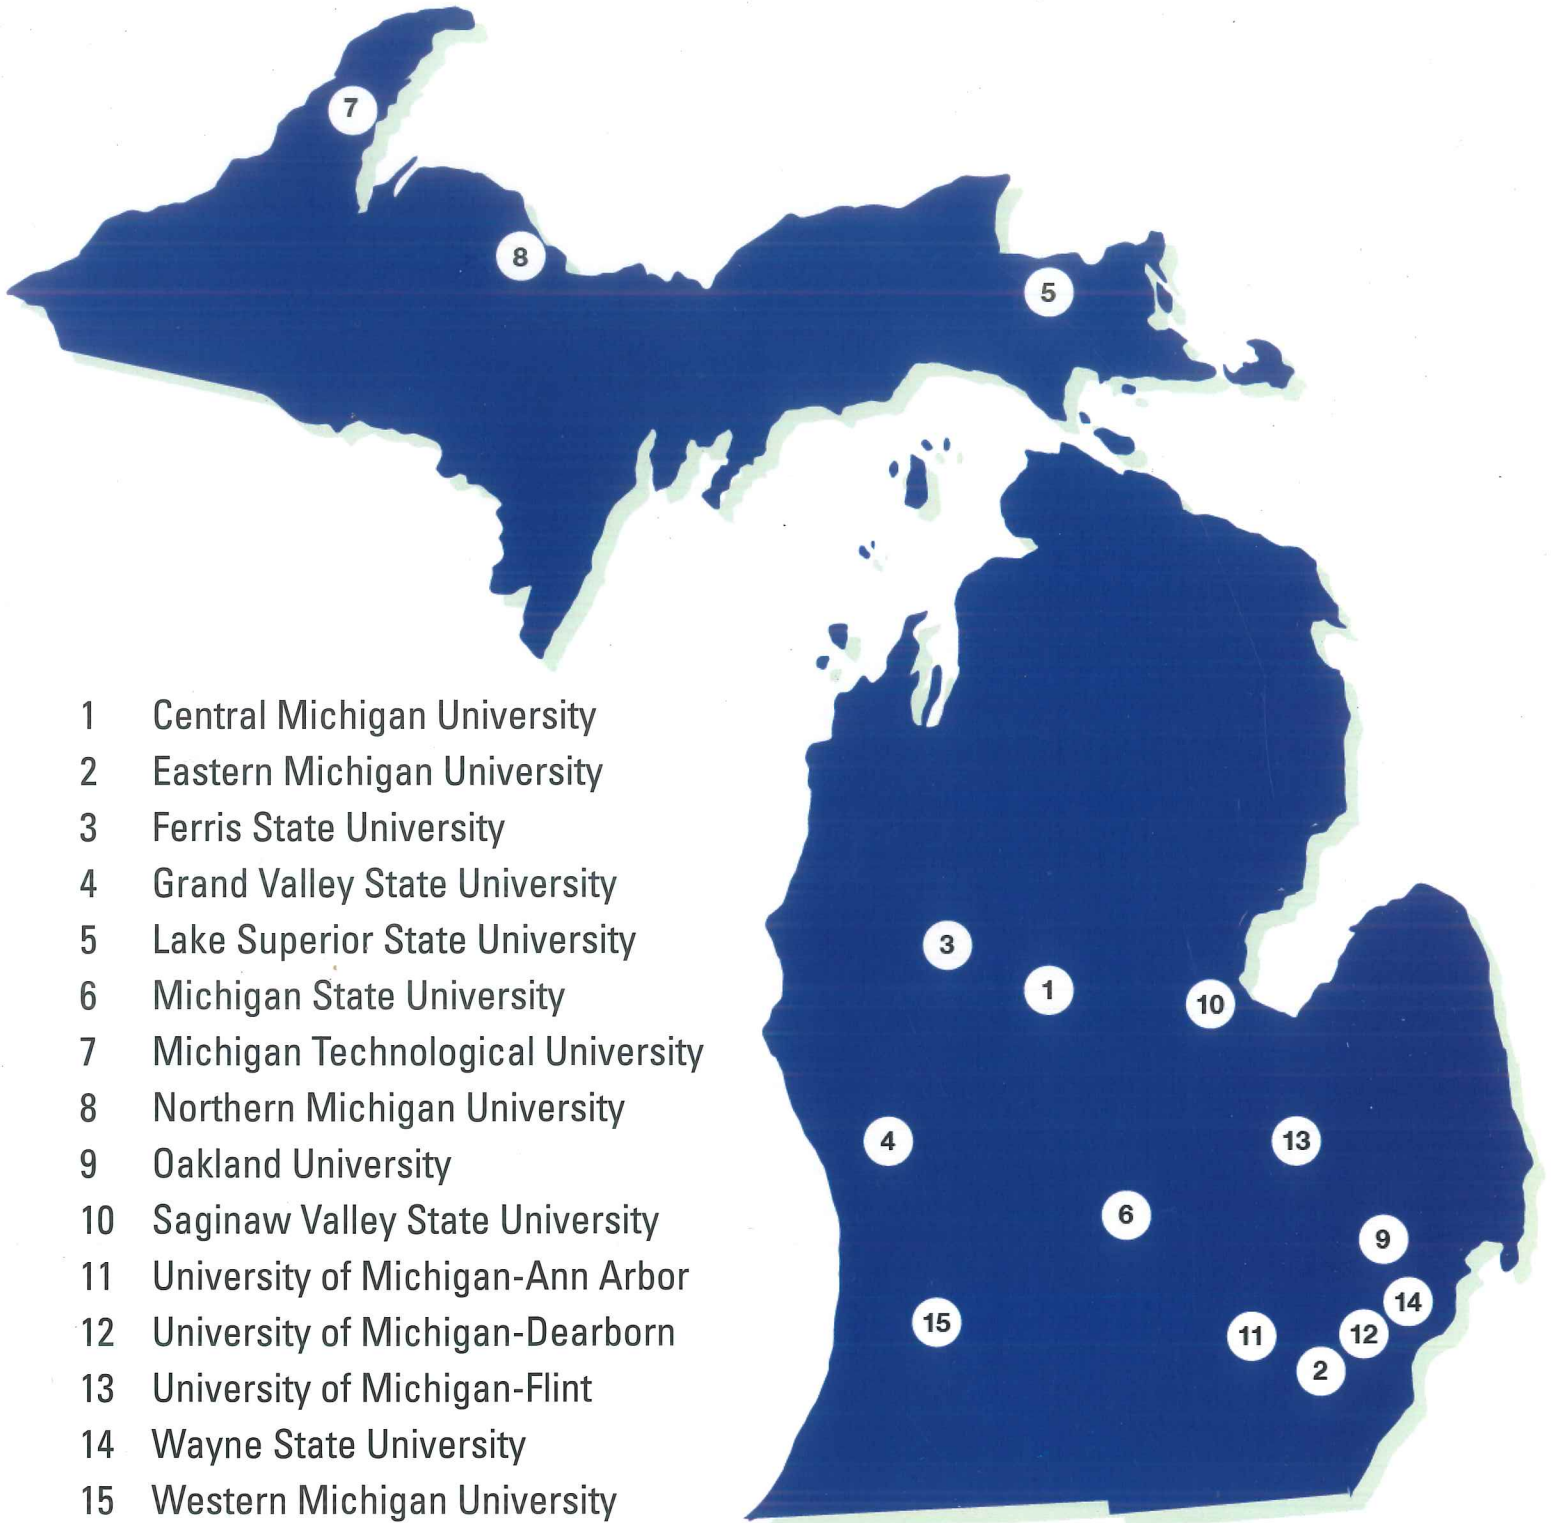 7
8
5
1 Central Michigan University
2 Eastern Michigan University
3 Ferris State University
4 Grand Valley State University
5 Lake Superior State University
6 Michigan State University
7 Michigan Technological University
8 Northern Michigan University
9 Oakland University
10 Saginaw Valley State University
11 University of Michigan-Ann Arbor
12 University of Michigan-Dearborn
13 University of Michigan-Flint
14 Wayne State University
15 Western Michigan University
3
1
10
4
13
6
9
14
15
11
12
2